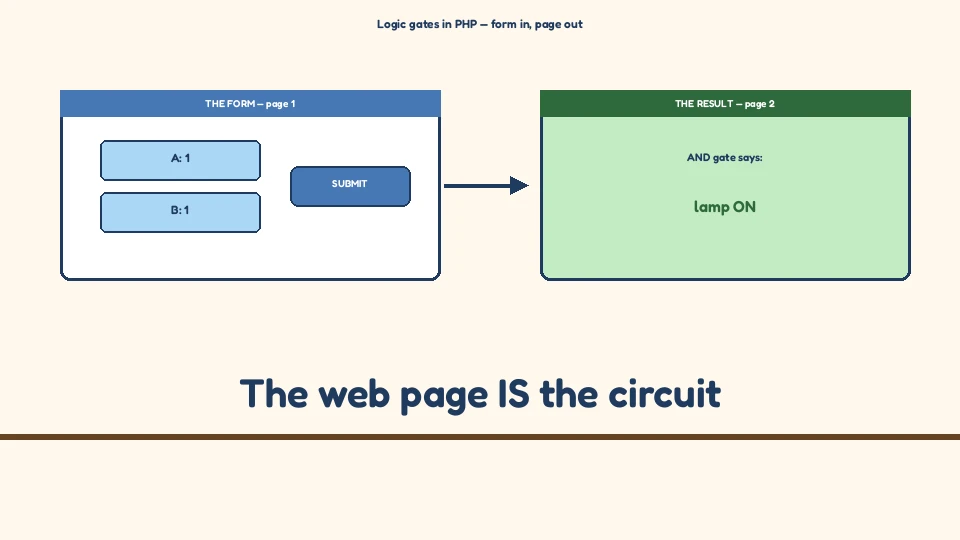 Logic gates in PHP — form in, page out
THE FORM — page 1
A: 1
B: 1
SUBMIT
THE RESULT — page 2
AND gate says:
lamp ON
The web page IS the circuit